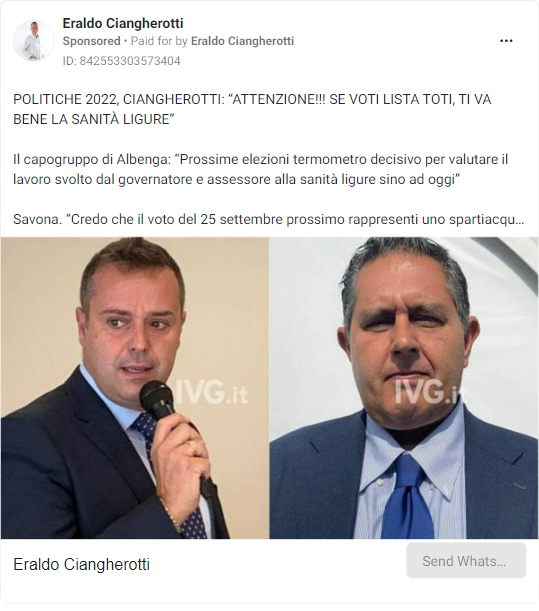 Eraldo Ciangherotti
Sponsored • Paid for by Eraldo Ciangherotti
ID: 842553303573404
POLITICHE 2022, CIANGHEROTTI: “ATTENZIONE!!! SE VOTI LISTA TOTI, TI VA
BENE LA SANITÀ LIGURE”
Il capogruppo di Albenga: “Prossime elezioni termometro decisivo per valutare il
lavoro svolto dal governatore e assessore alla sanità ligure sino ad oggi”
Savona. “Credo che il voto del 25 settembre prossimo rappresenti uno spartiacqu...
IVG.it
IVG.it
Eraldo Ciangherotti
Send Whats...